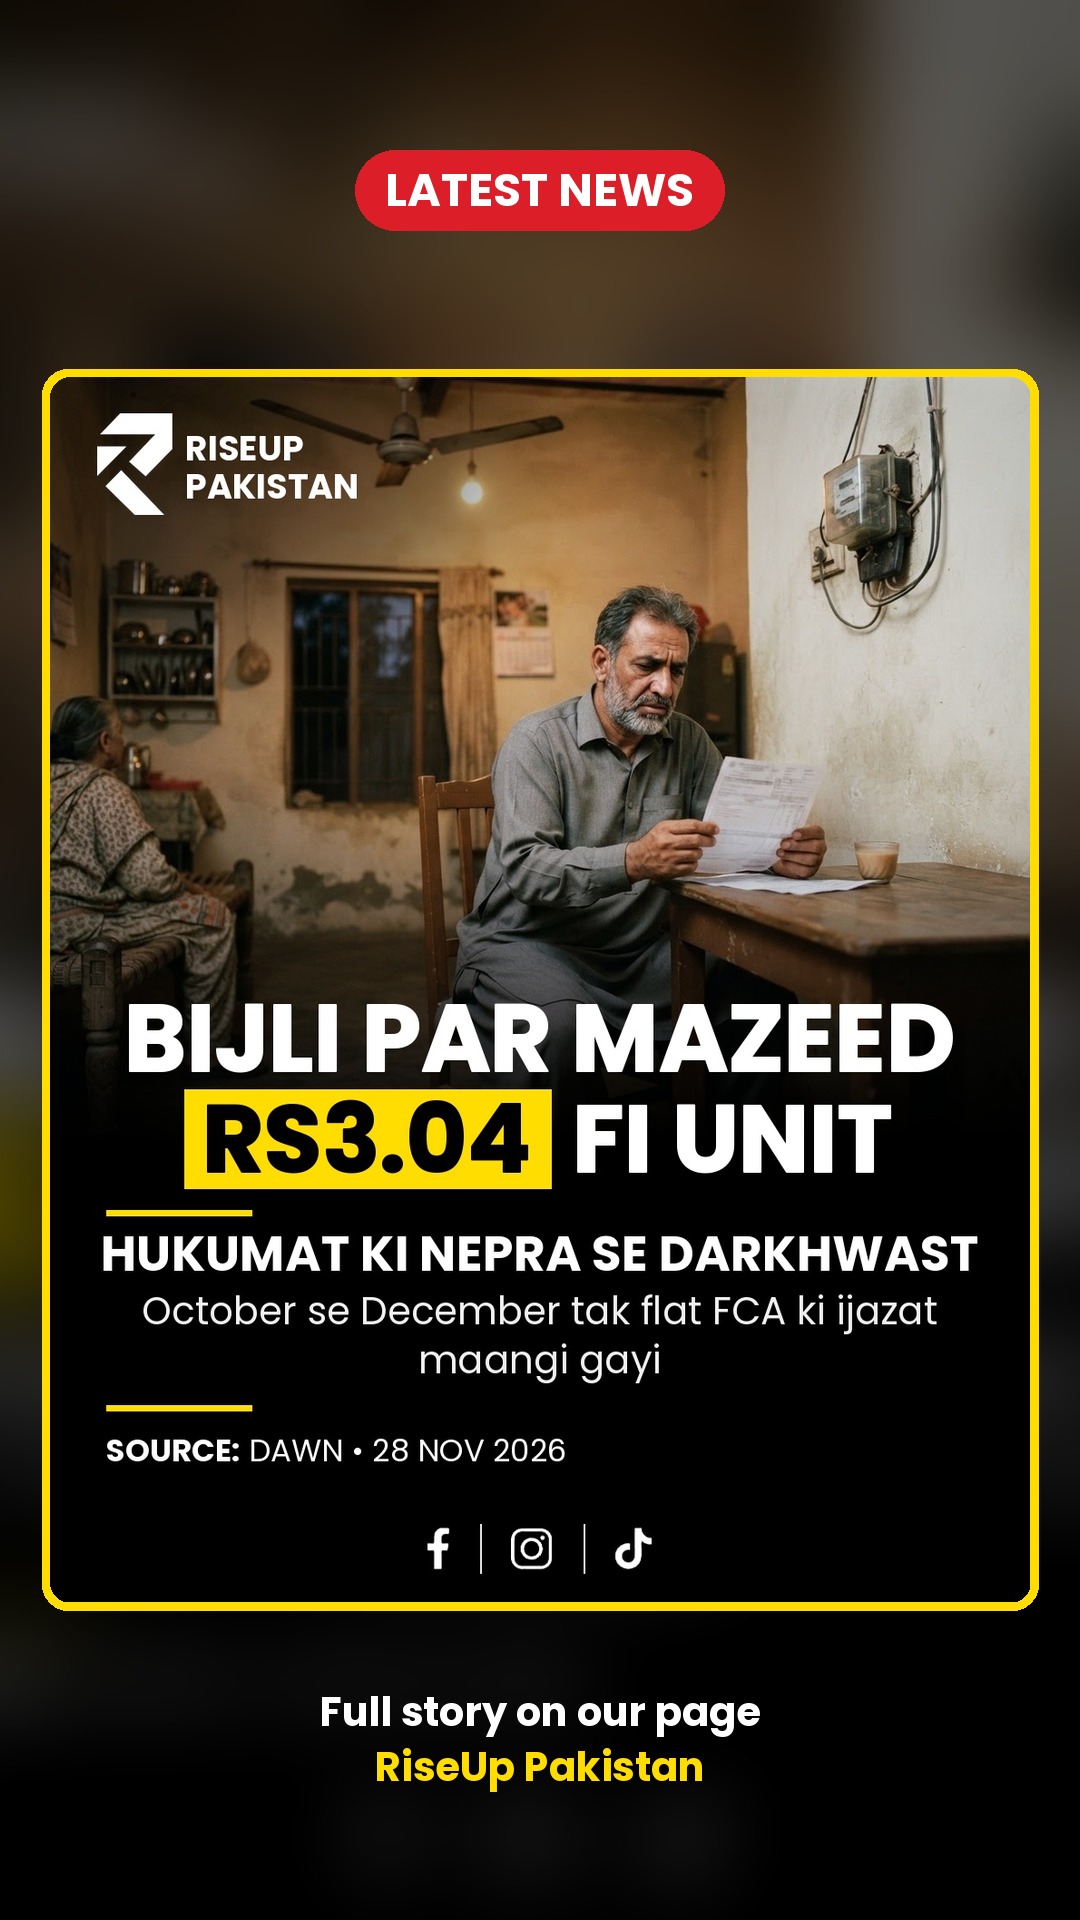 LATEST NEWS
RISEUP
PAKISTAN
BIJLI PAR MAZEED
RS3.04 FI UNIT
HUKUMAT KI NEPRA SE DARKHWAST
October se December tak flat FCA ki ijazat
maangi gayi
SOURCE: DAWN • 28 NOV 2026
Full story on our page
RiseUp Pakistan